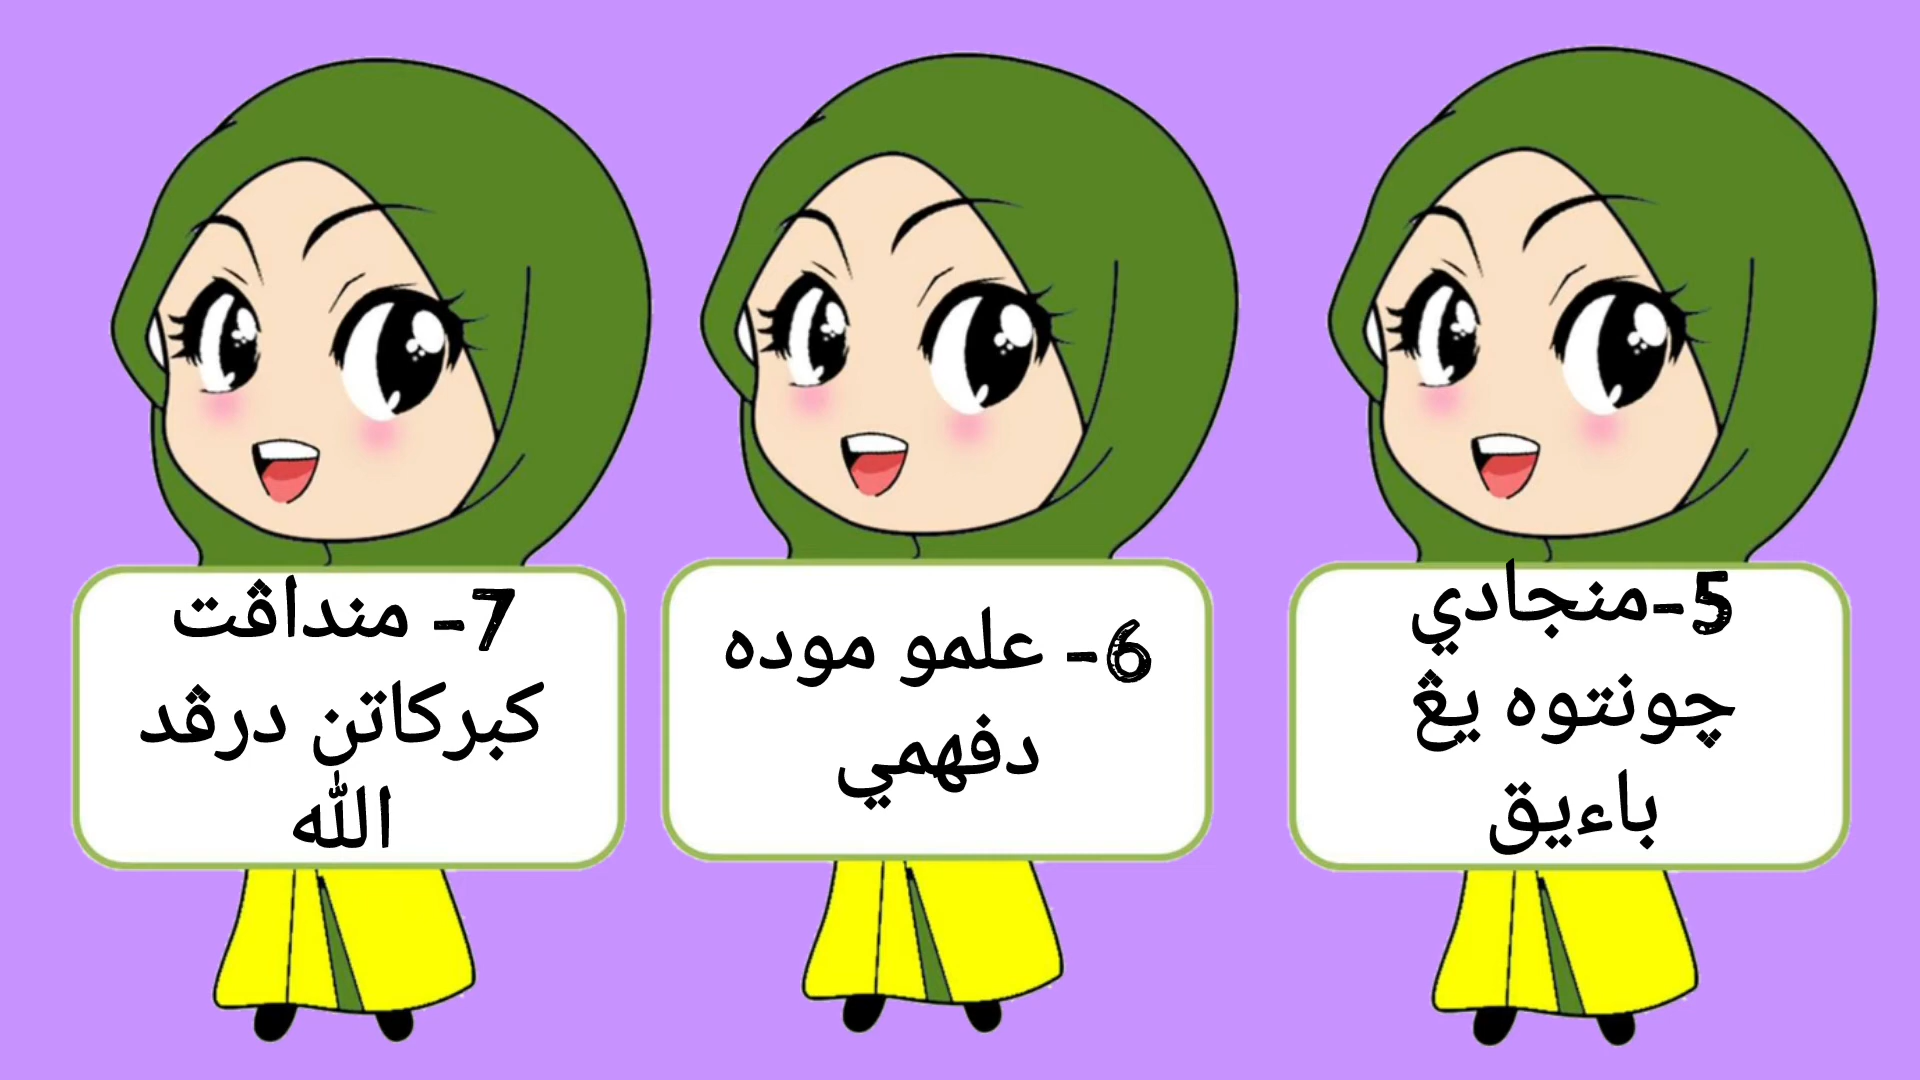 5-منجادي
چونتوه يڠ
باءيق
6- علمو موده
دفهمي
7- منداڤت
كبركاتن درڤد
الله